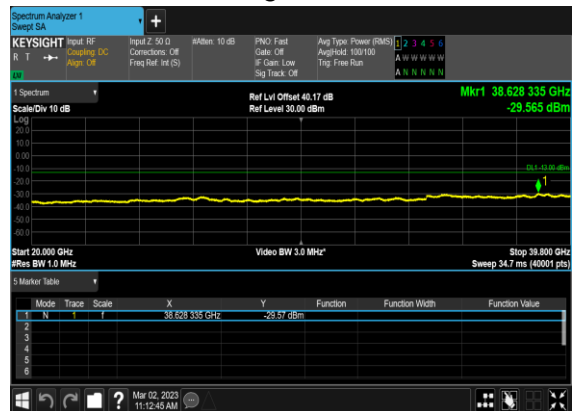 Spectrum Analyzer 1
Swept SA
KEYSIGHT Input: RF Input Z: 50 Ω #Atten: 10 dB PNO: Fast Avg Type: Power (RMS) 1 2 3 4 5 6
R T Coupling: DC Corrections: Off Gate: Off Avg|Hold: 100/100 A W W W W W
Align: Off Freq Ref: Int (S) IF Gain: Low Trig: Free Run
Sig Track: Off A N N N N N
1 Spectrum Ref Lvl Offset 40.17 dB Mkr1 38.628 335 GHz
Scale/Div 10 dB Ref Level 30.00 dBm -29.565 dBm
Log
20.0
10.0
0.00
-10.0
DL1 -13.00 dBm
-20.0
1
-30.0
-40.0
-50.0
-60.0
Start 20.000 GHz Video BW 3.0 MHz* Stop 39.800 GHz
#Res BW 1.0 MHz Sweep 34.7 ms (40001 pts)
5 Marker Table
Mode Trace Scale X Y Function Function Width Function Value
1 N 1 f 38.628 335 GHz -29.57 dBm
2
3
4
5
6
? Mar 02, 2023
11:12:45 AM